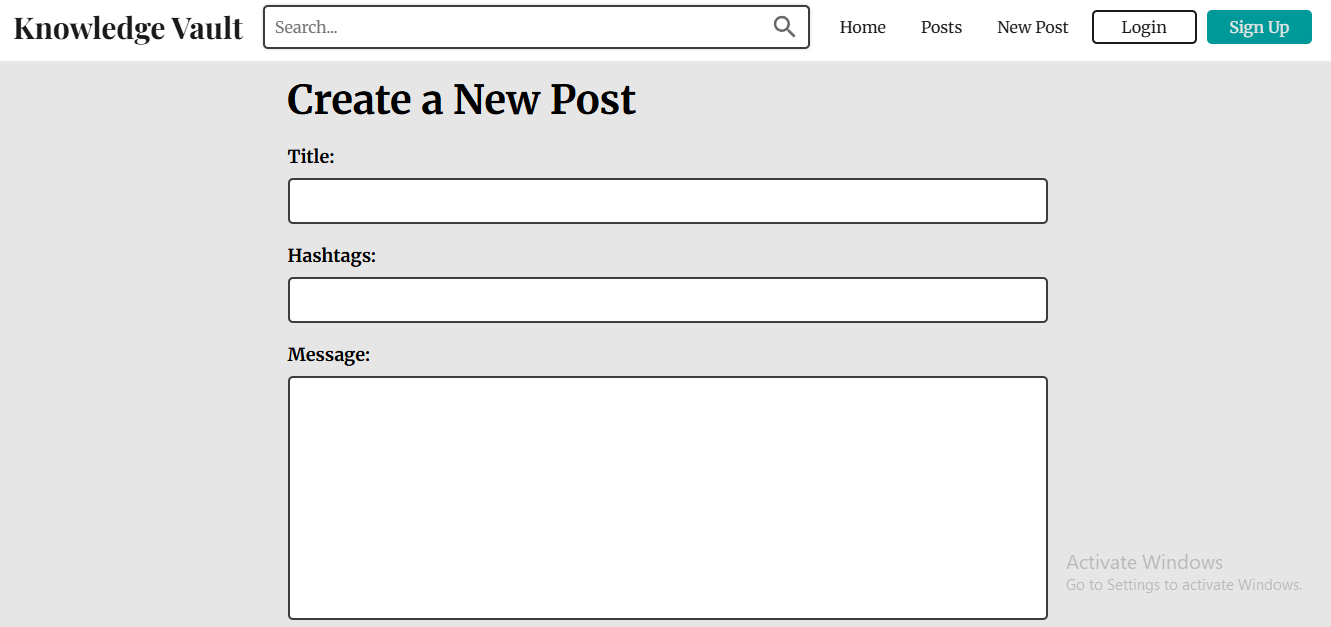 Knowledge Vault
Search...
Home
Posts
New Post
Login
Sign Up
Create a New Post
Title:
Hashtags:
Message:
Activate Windows
Go to Settings to activate Windows.